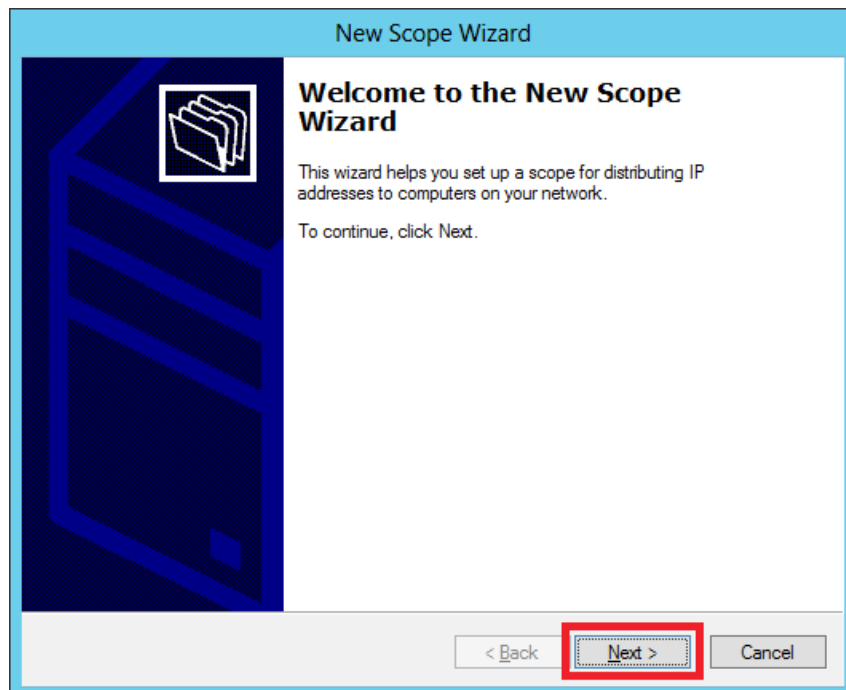 New Scope Wizard
Welcome to the New Scope
Wizard
This wizard helps you set up a scope for distributing IP
addresses to computers on your network.
To continue, click Next.
< Back
Next >
Cancel